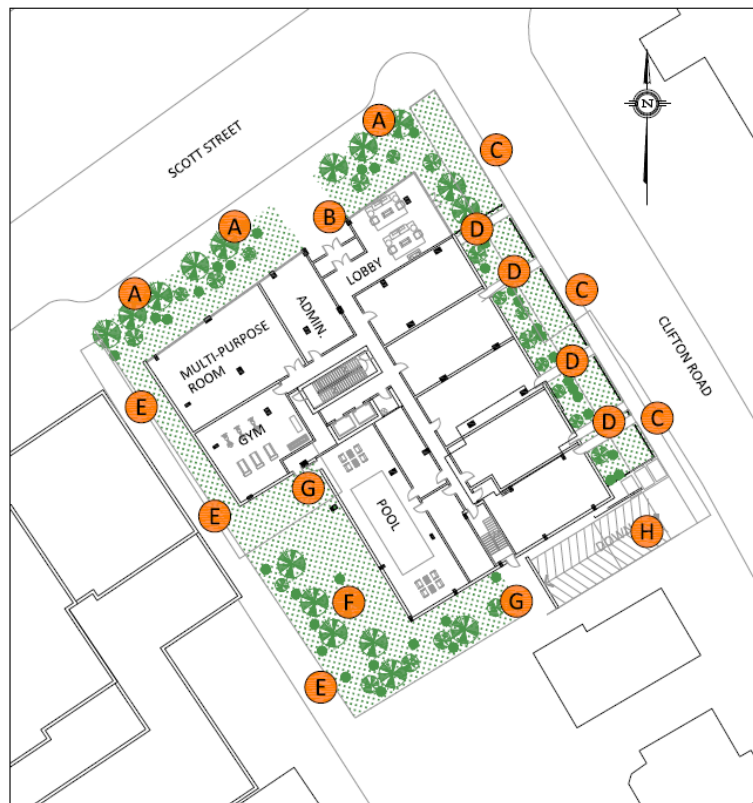 A
SCOTT STREET
C
A
B
D
LOBBY
D
A
ADMIN.
C
N
CLIFTON ROAD
MULTI-PURPOSE
ROOM
D
E
GYM
D
C
G
E
POOL
DOWN
H
F
G
E